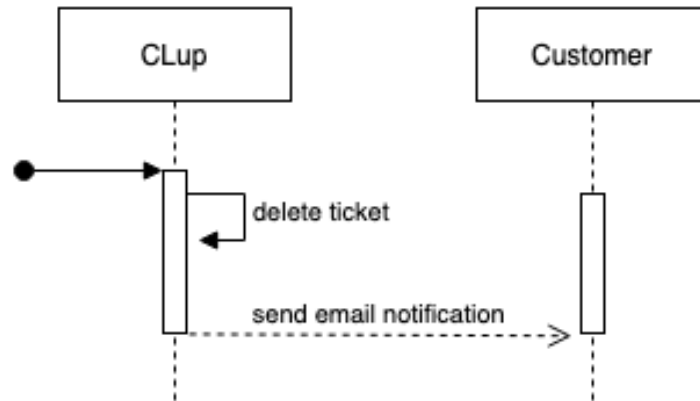 CLup
Customer
delete ticket
send email notification